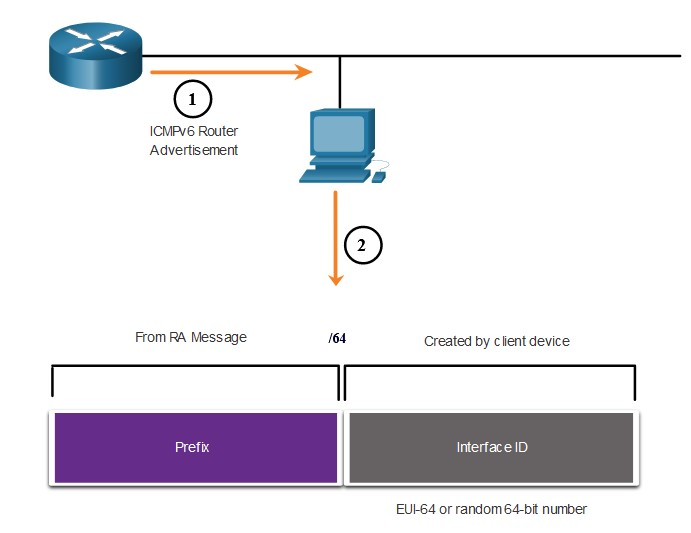 1
ICMPv6 Router
Advertisement
2
From RA Message
/64
Created by client device
Prefix
Interface ID
EUI-64 or random 64-bit number